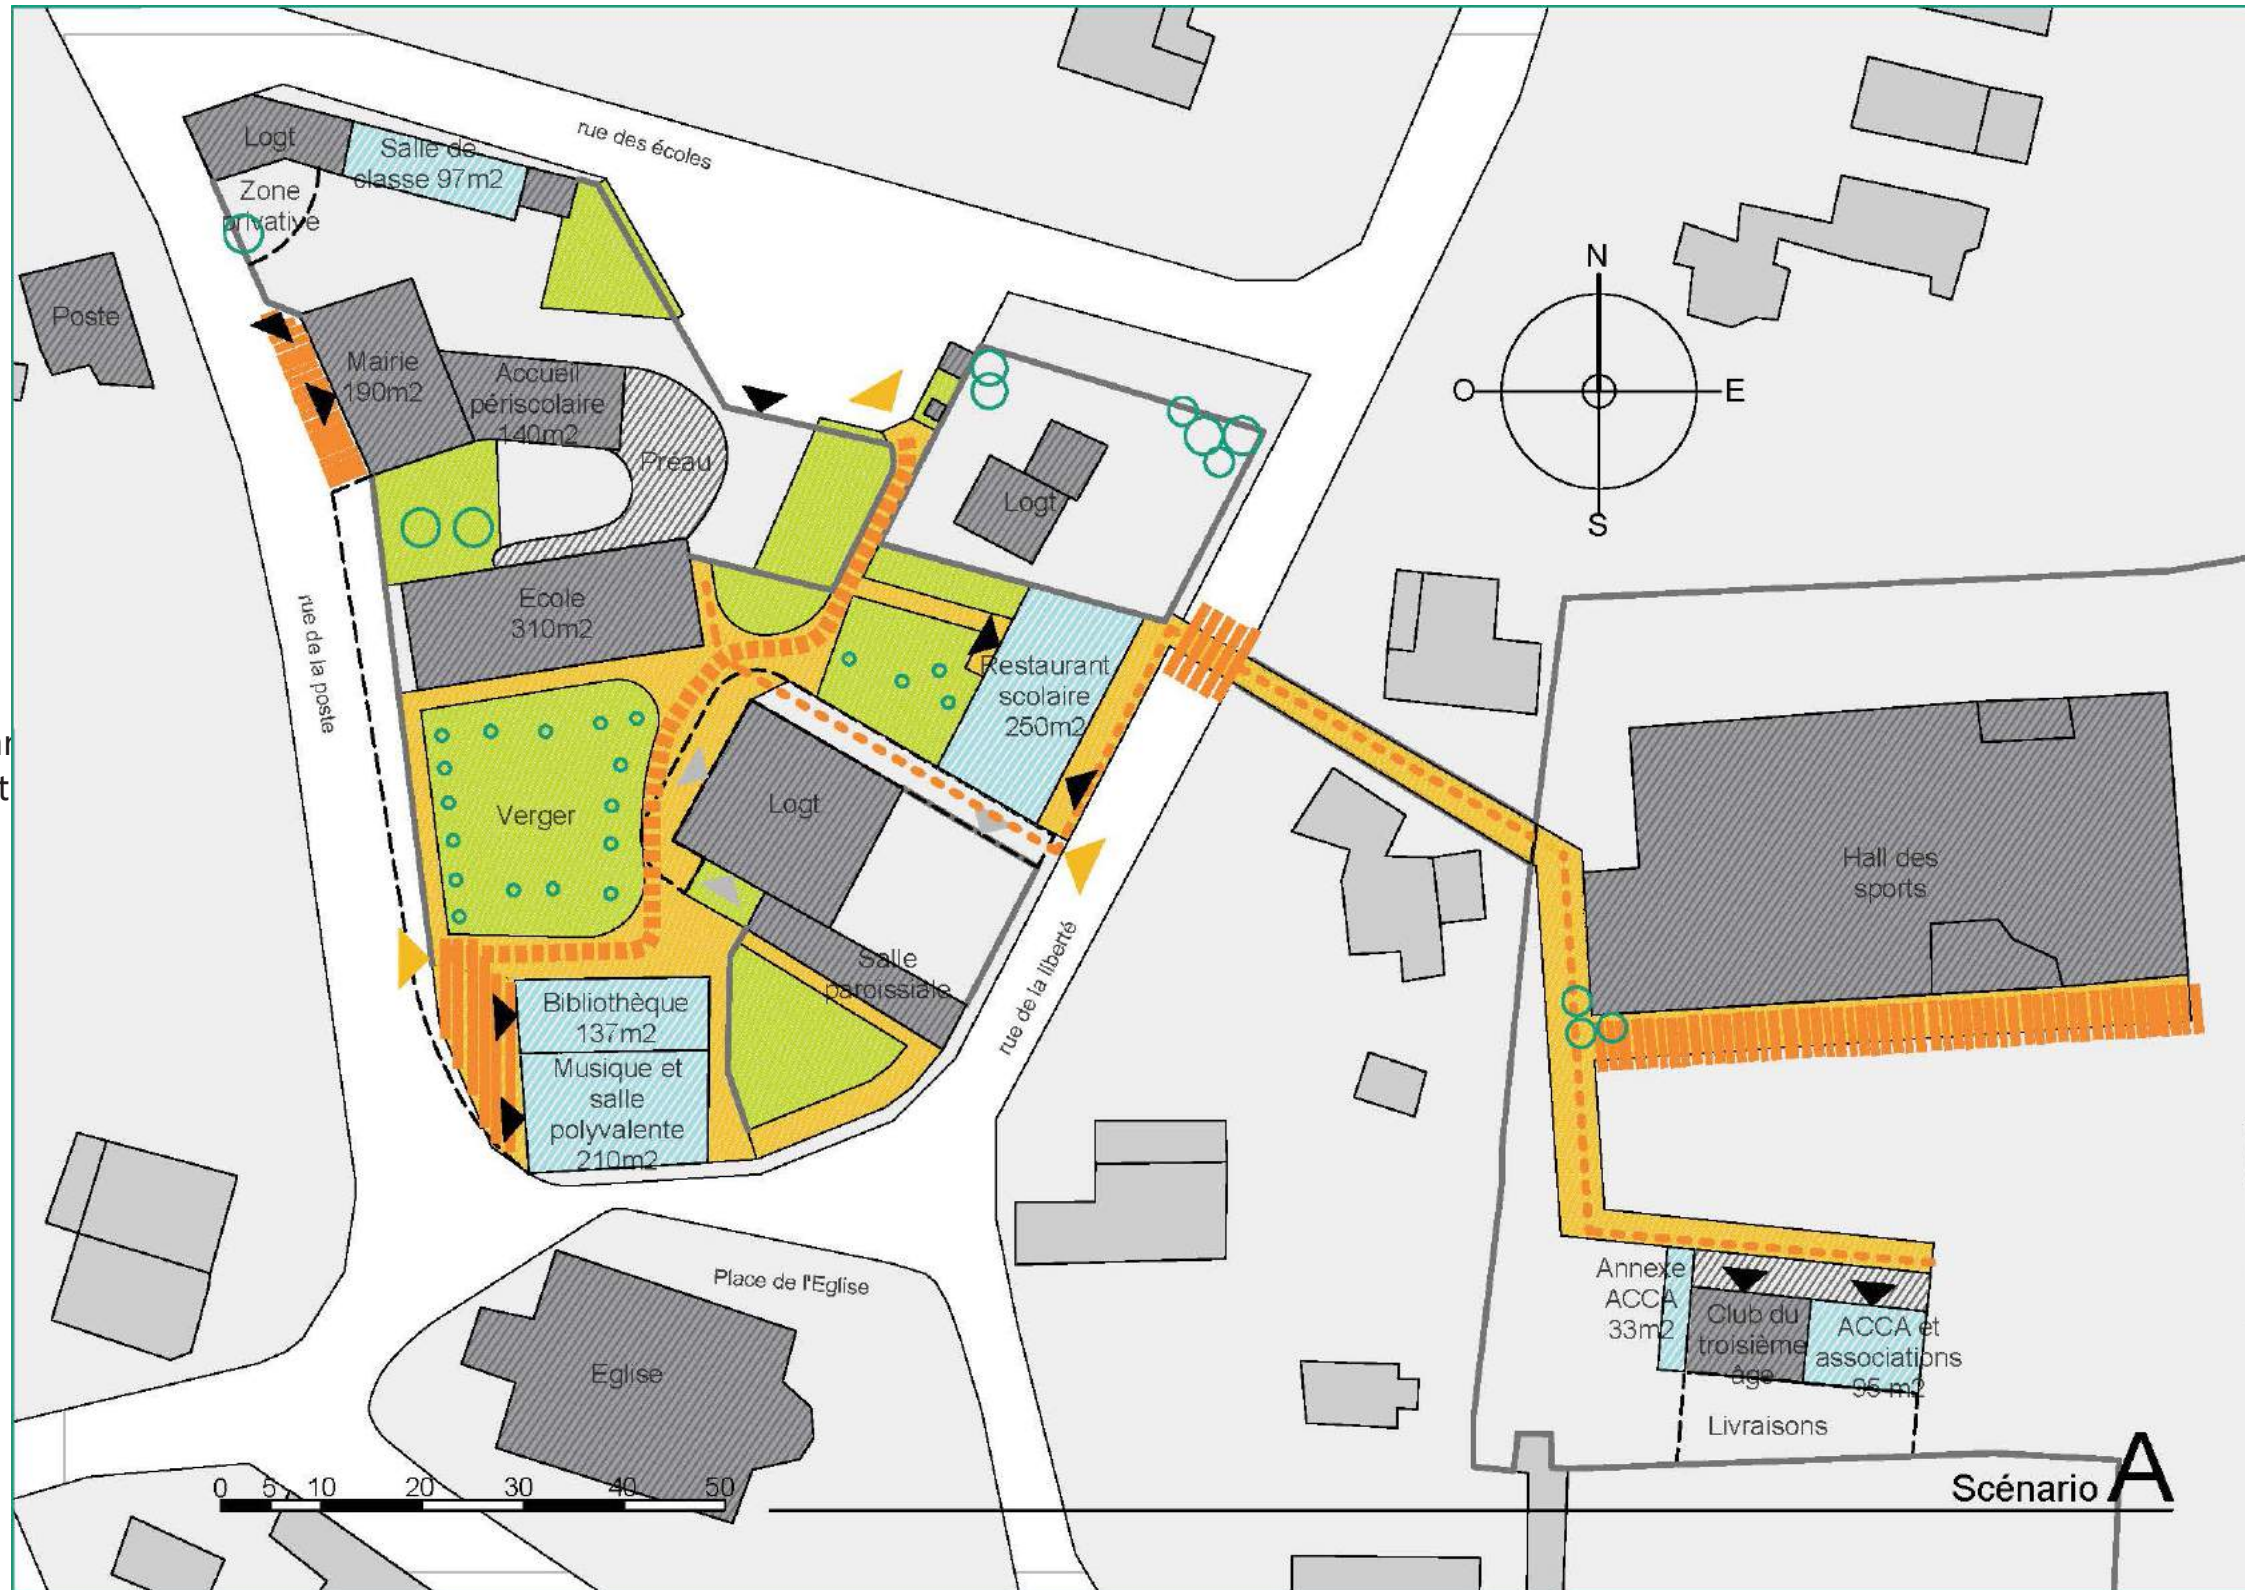 rue des écoles
Logt
Salle de
classe 97m2
Zone
privative
Poste
Mairie
190m2
Accueil
périscolaire
140m2
Préau
Logt
N
O
E
S
Ecole
310m2
rue de la poste
Restaurant
scolaire
250m2
Verger
Logt
Hall des
sports
Salle
paroissiale
rue de la liberté
Bibliothèque
137m2
Musique et
salle
polyvalente
210m2
Place de l'Eglise
Eglise
Annexe
ACCA
33m2
Club du
troisième
âge
ACCA et
associations
95 m2
Livraisons
0 5 10 20 30 40 50
Scénario A